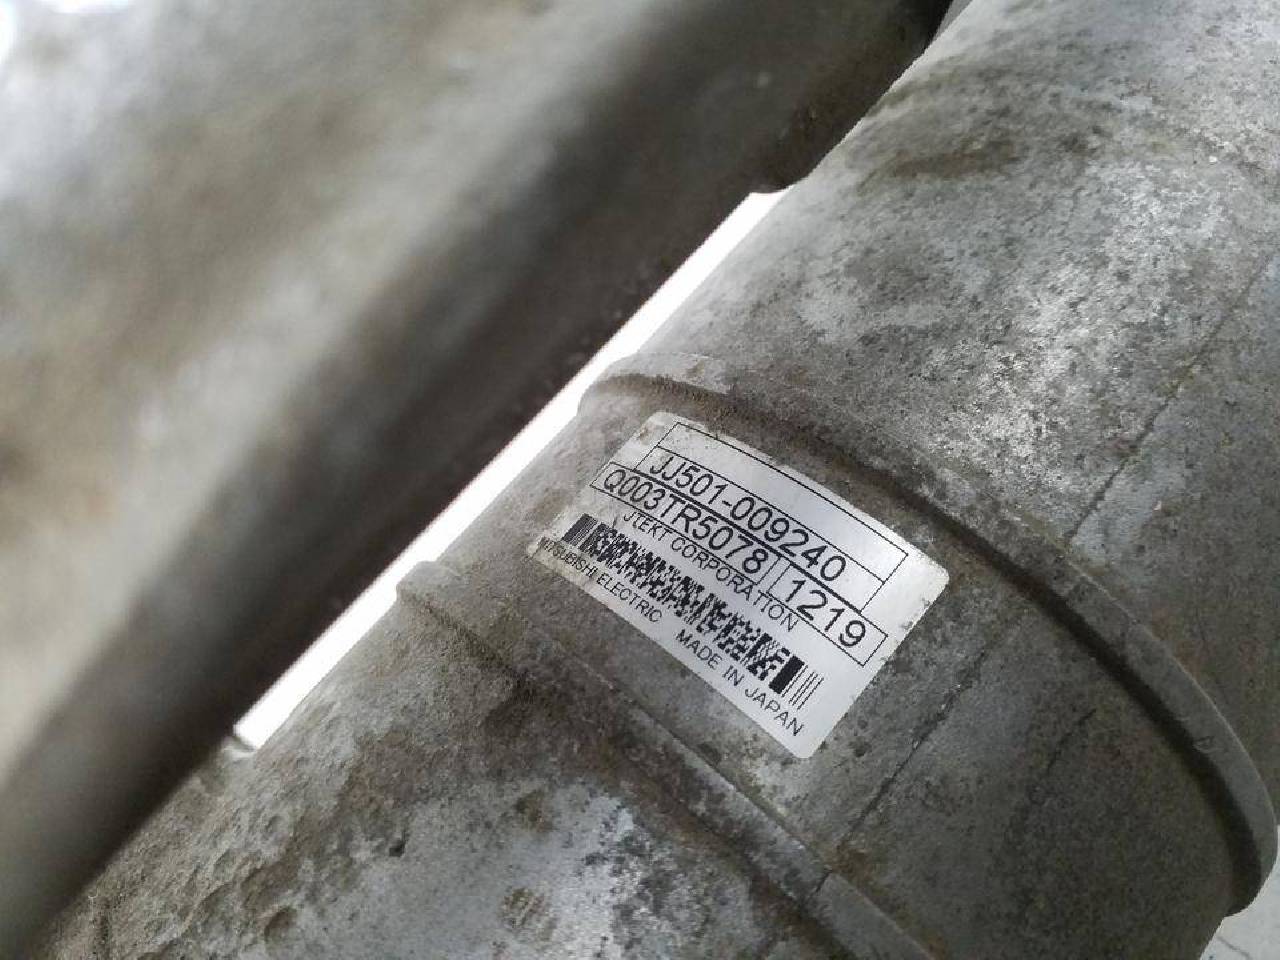 JJ501-009240
Q003TR5078 1219
JTEKT CORPORATION
MITSUBISHI ELECTRIC MADE IN JAPAN